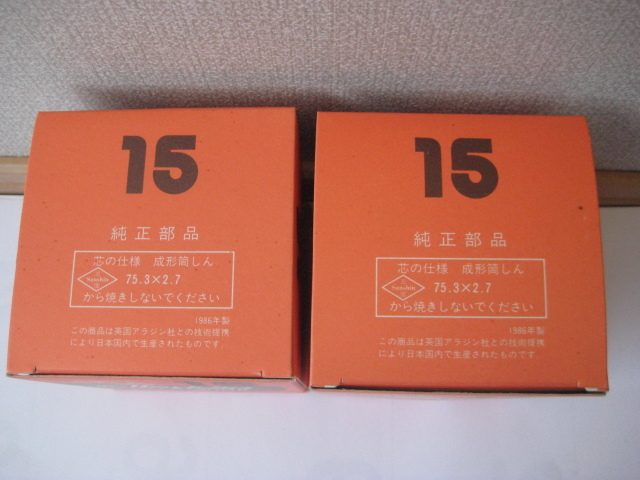 15
純正部品
芯の仕様 成形筒しん
75.3×2.7
から焼きしないでください
1986年製
この商品は英国アラジン社との技術提携
により日本国内で生産されたものです。
15
純正部品
芯の仕様 成形筒しん
75.3×2.7
から焼きしないでください
1986年製
この商品は英国アラジン社との技術提携
により日本国内で生産されたものです。